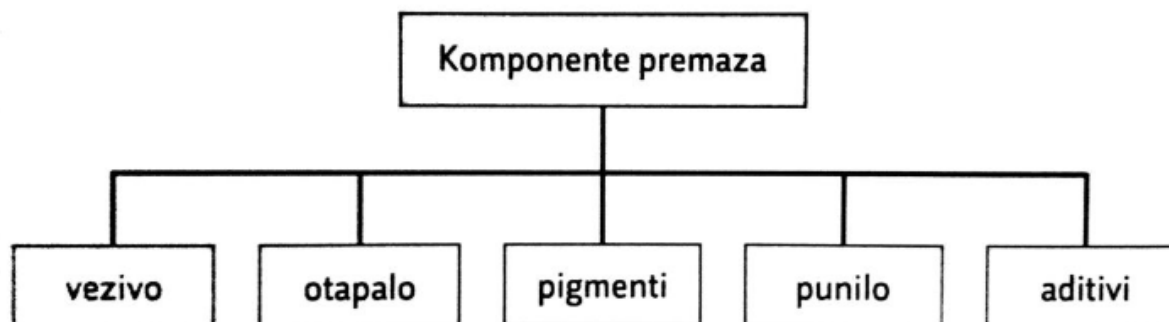 Komponente premaza
vezivo
otapalo
pigmenti
punilo
aditivi